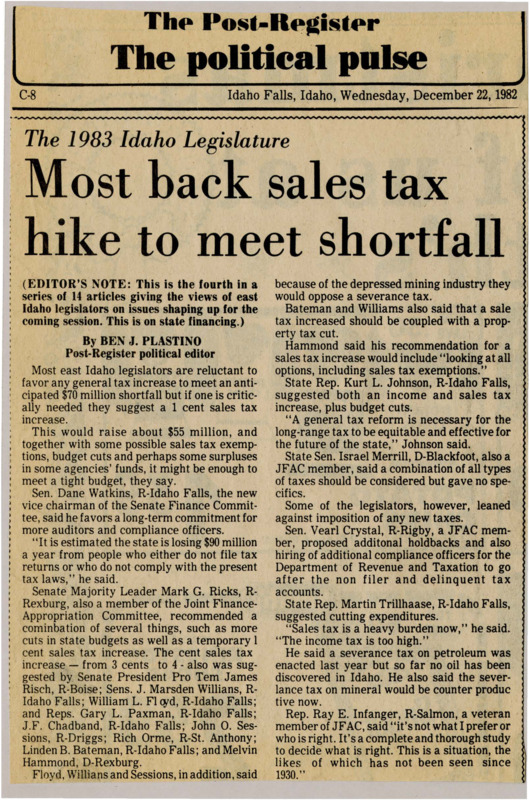 The Post-Register
The political pulse
C-8 Idaho Falls, Idaho, Wednesday, December 22, 1982
The 1983 Idaho Legislature
Most back sales tax
hike to meet shortfall
(EDITOR'S NOTE: This is the fourth in a
series of 14 articles giving the views of east
Idaho legislators on issues shaping up for the
coming session. This is on state financing.)
By BEN J. PLASTINO
Post-Register political editor
Most east Idaho legislators are reluctant to
favor any general tax increase to meet an anti-
cipated $70 million shortfall but if one is critic-
ally needed they suggest a 1 cent sales tax
increase.
This would raise about $55 million, and
together with some possible sales tax exemp-
tions, budget cuts and perhaps some surpluses
in some agencies' funds, it might be enough to
meet a tight budget, they say.
Sen. Dane Watkins, R-Idaho Falls, the new
vice chairman of the Senate Finance Commit-
tee, said he favors a long-term commitment for
more auditors and compliance officers.
"It is estimated the state is losing $90 million
a year from people who either do not file tax
returns or who do not comply with the present
tax laws," he said.
Senate Majority Leader Mark G. Ricks, R-
Rexburg, also a member of the Joint Finance-
Appropriation Committee, recommended a
cominbation of several things, such as more
cuts in state budgets as well as a temporary 1
cent sales tax increase. The cent sales tax
increase — from 3 cents to 4 - also was sug-
gested by Senate President Pro Tem James
Risch, R-Boise; Sens. J. Marsden Willians, R-
Idaho Falls; William L. Floyd, R-Idaho Falls;
and Reps. Gary L. Paxman, R-Idaho Falls;
J.F. Chadband, R-Idaho Falls; John O. Ses-
sions, R-Driggs; Rich Orme, R-St. Anthony;
Linden B. Bateman, R-Idaho Falls; and Melvin
Hammond, D-Rexburg.
Floyd, Willians and Sessions, in addition, said
because of the depressed mining industry they
would oppose a severance tax.
Bateman and Williams also said that a sale
tax increased should be coupled with a prop-
erty tax cut.
Hammond said his recommendation for a
sales tax increase would include "looking at all
options, including sales tax exemptions."
State Rep. Kurt L. Johnson, R-Idaho Falls,
suggested both an income and sales tax
increase, plus budget cuts.
"A general tax reform is necessary for the
long-range tax to be equitable and effective for
the future of the state," Johnson said.
State Sen. Israel Merrill, D-Blackfoot, also a
JFAC member, said a combination of all types
of taxes should be considered but gave no spe-
cifics.
Some of the legislators, however, leaned
against imposition of any new taxes.
Sen. Vearl Crystal, R-Rigby, a JFAC mem-
ber, proposed additonal holdbacks and also
hiring of additional compliance officers for the
Department of Revenue and Taxation to go
after the non filer and delinquent tax
accounts.
State Rep. Martin Trillhaase, R-Idaho Falls,
suggested cutting expenditures.
"Sales tax is a heavy burden now," he said.
"The income tax is too high."
He said a severance tax on petroleum was
enacted last year but so far no oil has been
discovered in Idaho. He also said the sever-
lance tax on mineral would be counter produc
tive now.
Rep. Ray E. Infanger, R-Salmon, a veteran
member of JFAC, said "it's not what I prefer or
who is right. It's a complete and thorough study
to decide what is right. This is a situation, the
likes of which has not been seen since
1930."